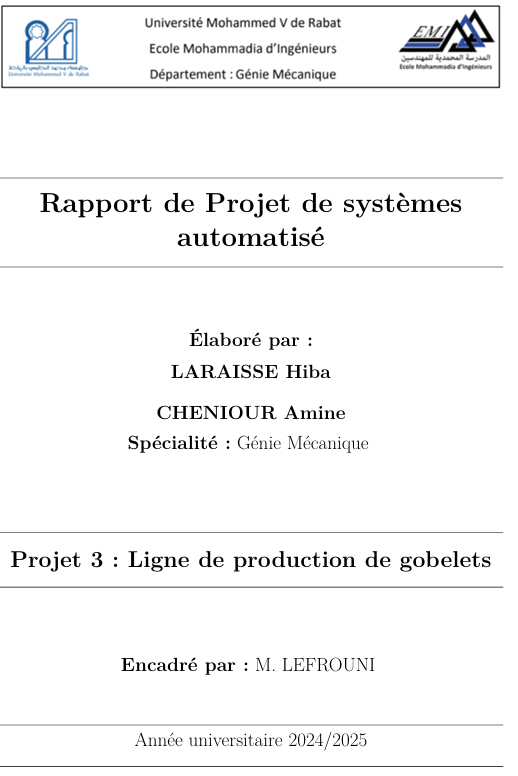 Université Mohammed V de Rabat
Ecole Mohammadia d'Ingénieurs
Département : Génie Mécanique
Université Mohammed V de Rabat
EMI
المدرسة المحمدية للمهندسين
Ecole Mohammadia d'Ingénieurs
Rapport de Projet de systèmes
automatisé
Élaboré par :
LARAISSE Hiba
CHENIOUR Amine
Spécialité : Génie Mécanique
Projet 3 : Ligne de production de gobelets
Encadré par : M. LEFROUNI
Année universitaire 2024/2025